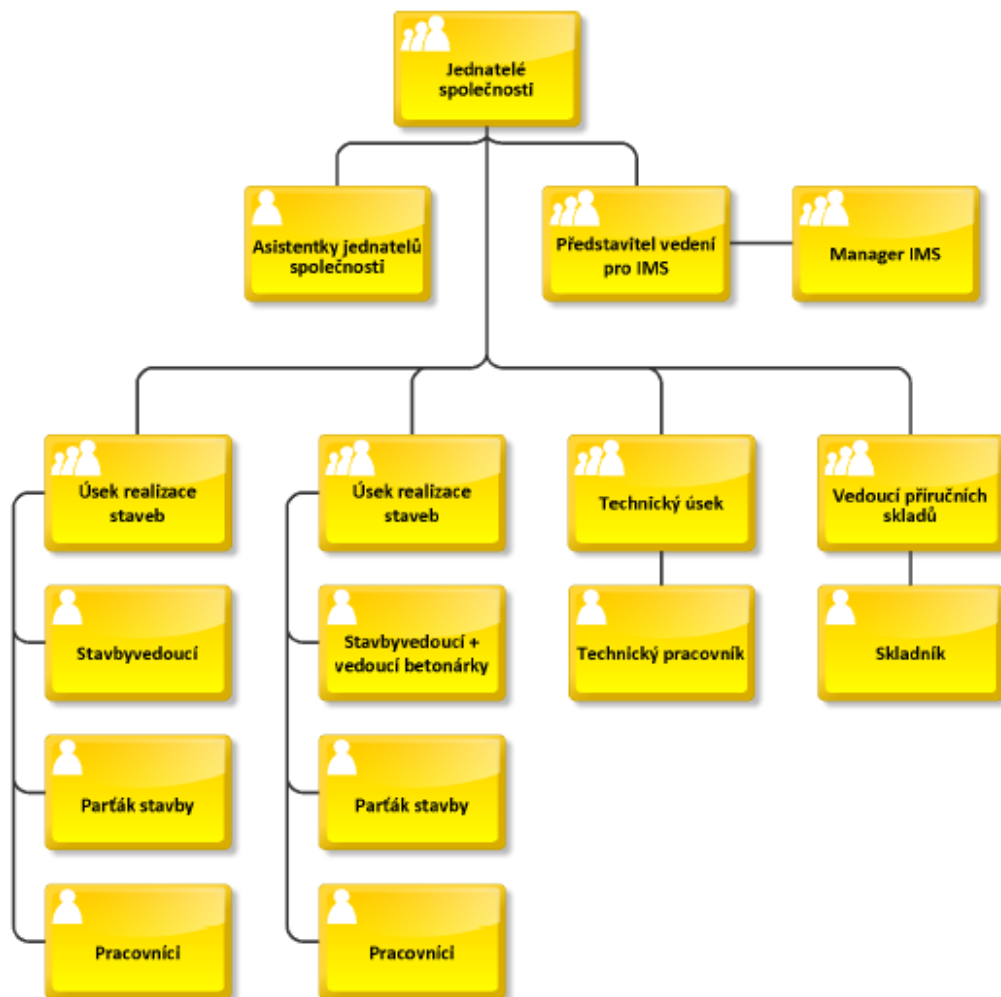 Jednatelé
společnosti
Asistentky jednatelů
společnosti
Představitel vedení
pro IMS
Manager IMS
Úsek realizace
staveb
Úsek realizace
staveb
Technický úsek
Vedoucí příručních
skladů
Stavbyvedoucí
Stavbyvedoucí +
vedoucí betonárky
Technický pracovník
Skladník
Parťák stavby
Parťák stavby
Pracovníci
Pracovníci